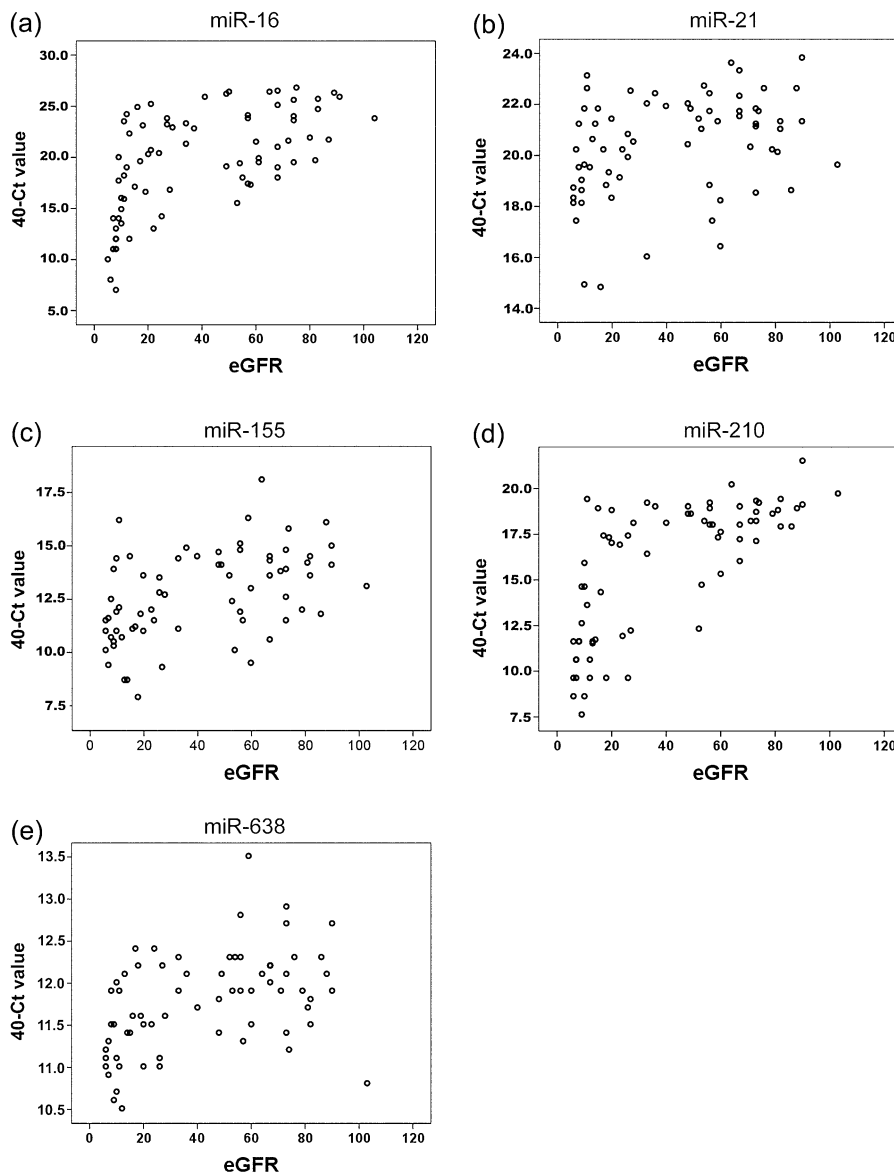 (a)
miR-16
30.0
25.0
20.0
15.0
10.0
5.0
40-Ct value
0 20 40 60 80 100 120
eGFR
(b)
miR-21
24.0
22.0
20.0
18.0
16.0
14.0
40-Ct value
0 20 40 60 80 100 120
eGFR
(c)
miR-155
17.5
15.0
12.5
10.0
7.5
40-Ct value
0 20 40 60 80 100 120
eGFR
(d)
miR-210
20.0
17.5
15.0
12.5
10.0
7.5
40-Ct value
0 20 40 60 80 100 120
eGFR
(e)
miR-638
13.5
13.0
12.5
12.0
11.5
11.0
10.5
40-Ct value
0 20 40 60 80 100 120
eGFR